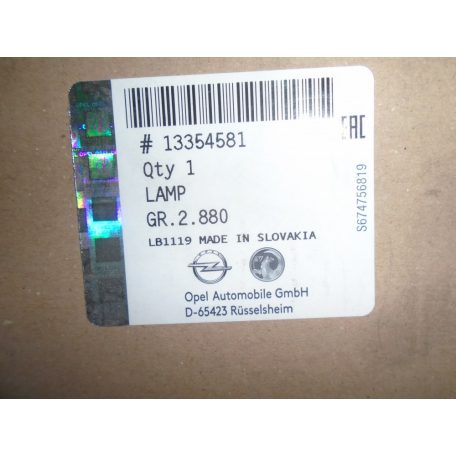 # 13354581
Qty 1
LAMP
GR.2.880
LB1119 MADE IN SLOVAKIA
Opel Automobile GmbH
D-65423 Rüsselsheim
EAC
S674756819